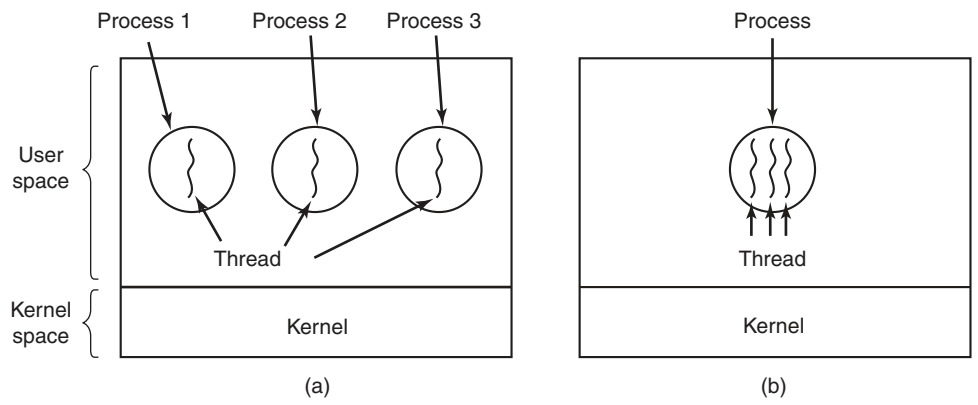 Process 1 Process 2 Process 3
Process
User
space
Thread
Thread
Kernel
space
Kernel
Kernel
(a)
(b)